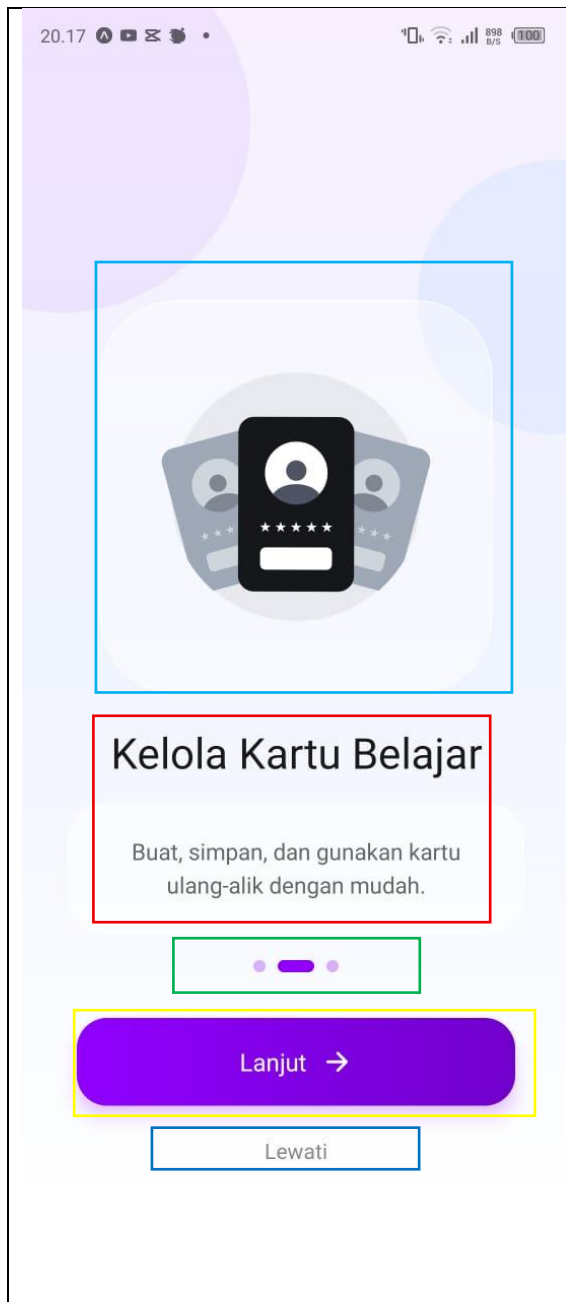 20.17
898
B/S
100
Kelola Kartu Belajar
Buat, simpan, dan gunakan kartu
ulang-alik dengan mudah.
Lanjut →
Lewati